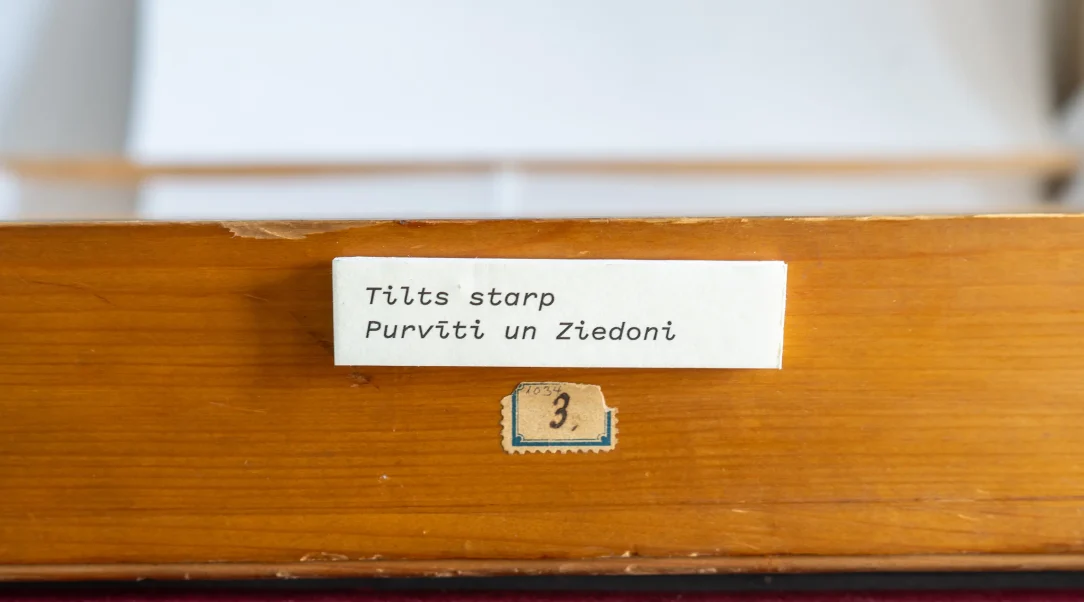 Tilts starp
Purvīti un Ziedoni
1034
3,